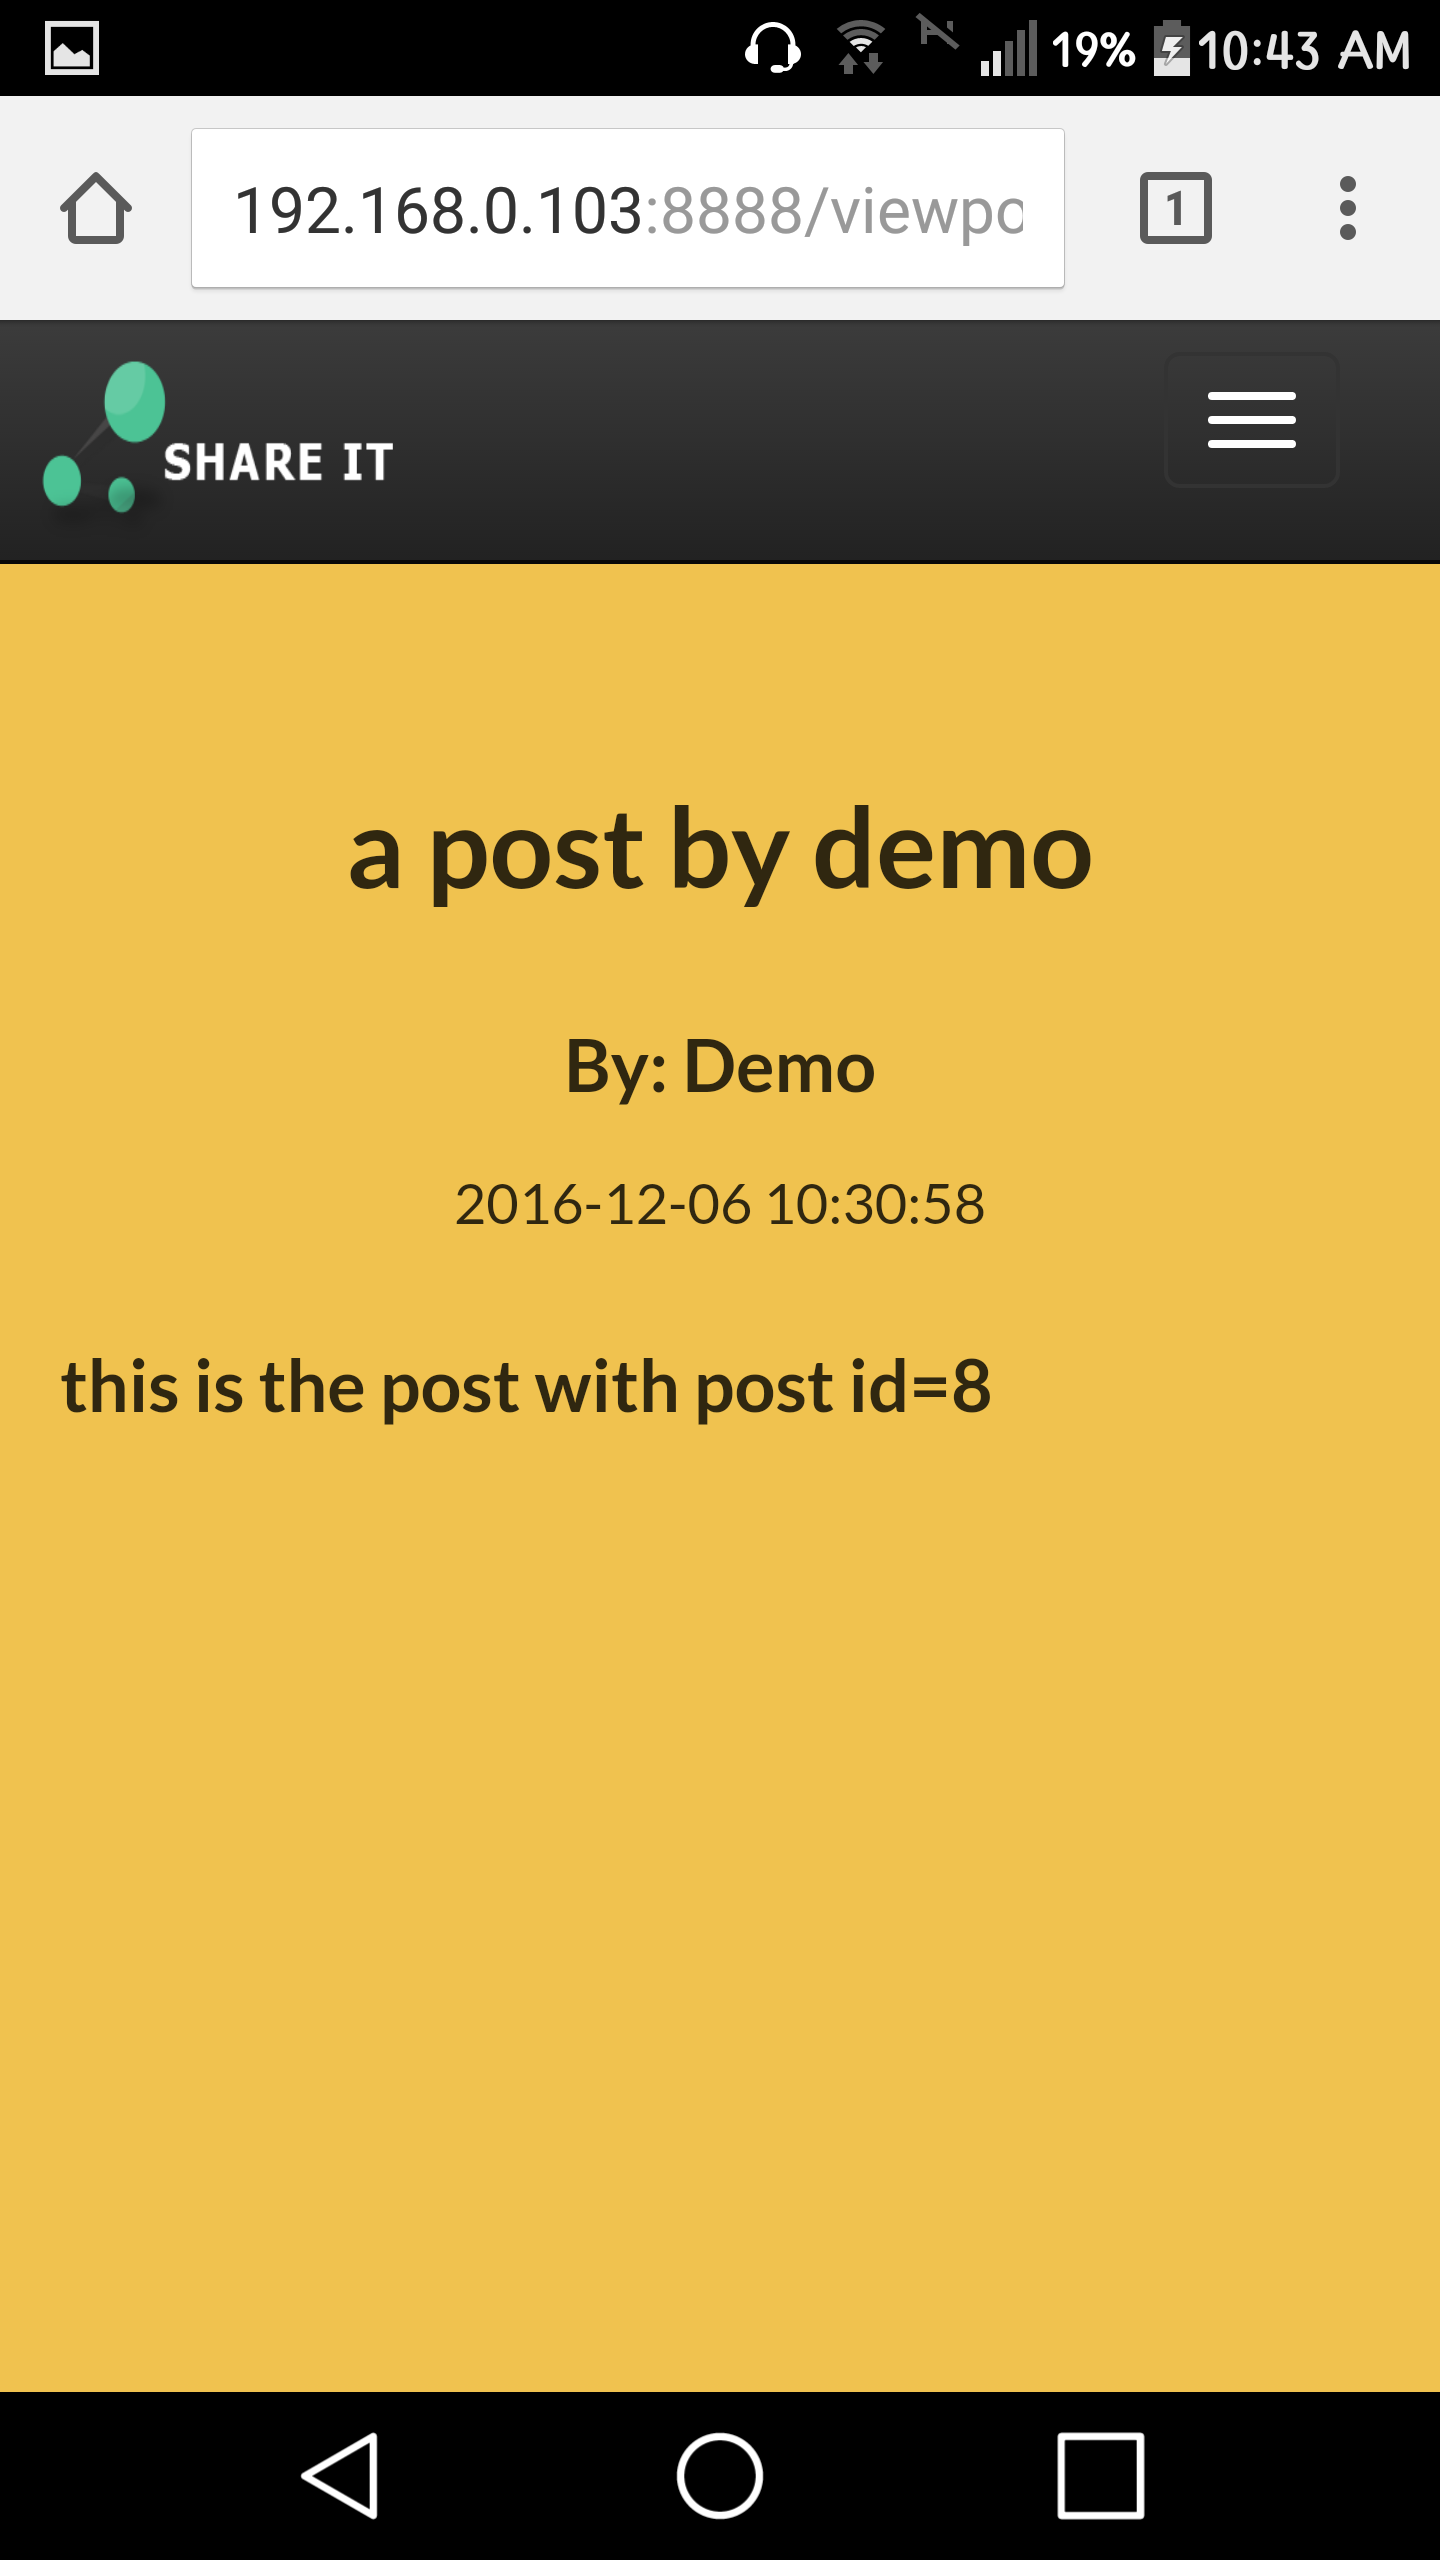 19% 10:43 AM
192.168.0.103:8888/viewpo
1
SHARE IT
a post by demo
By: Demo
2016-12-06 10:30:58
this is the post with post id=8